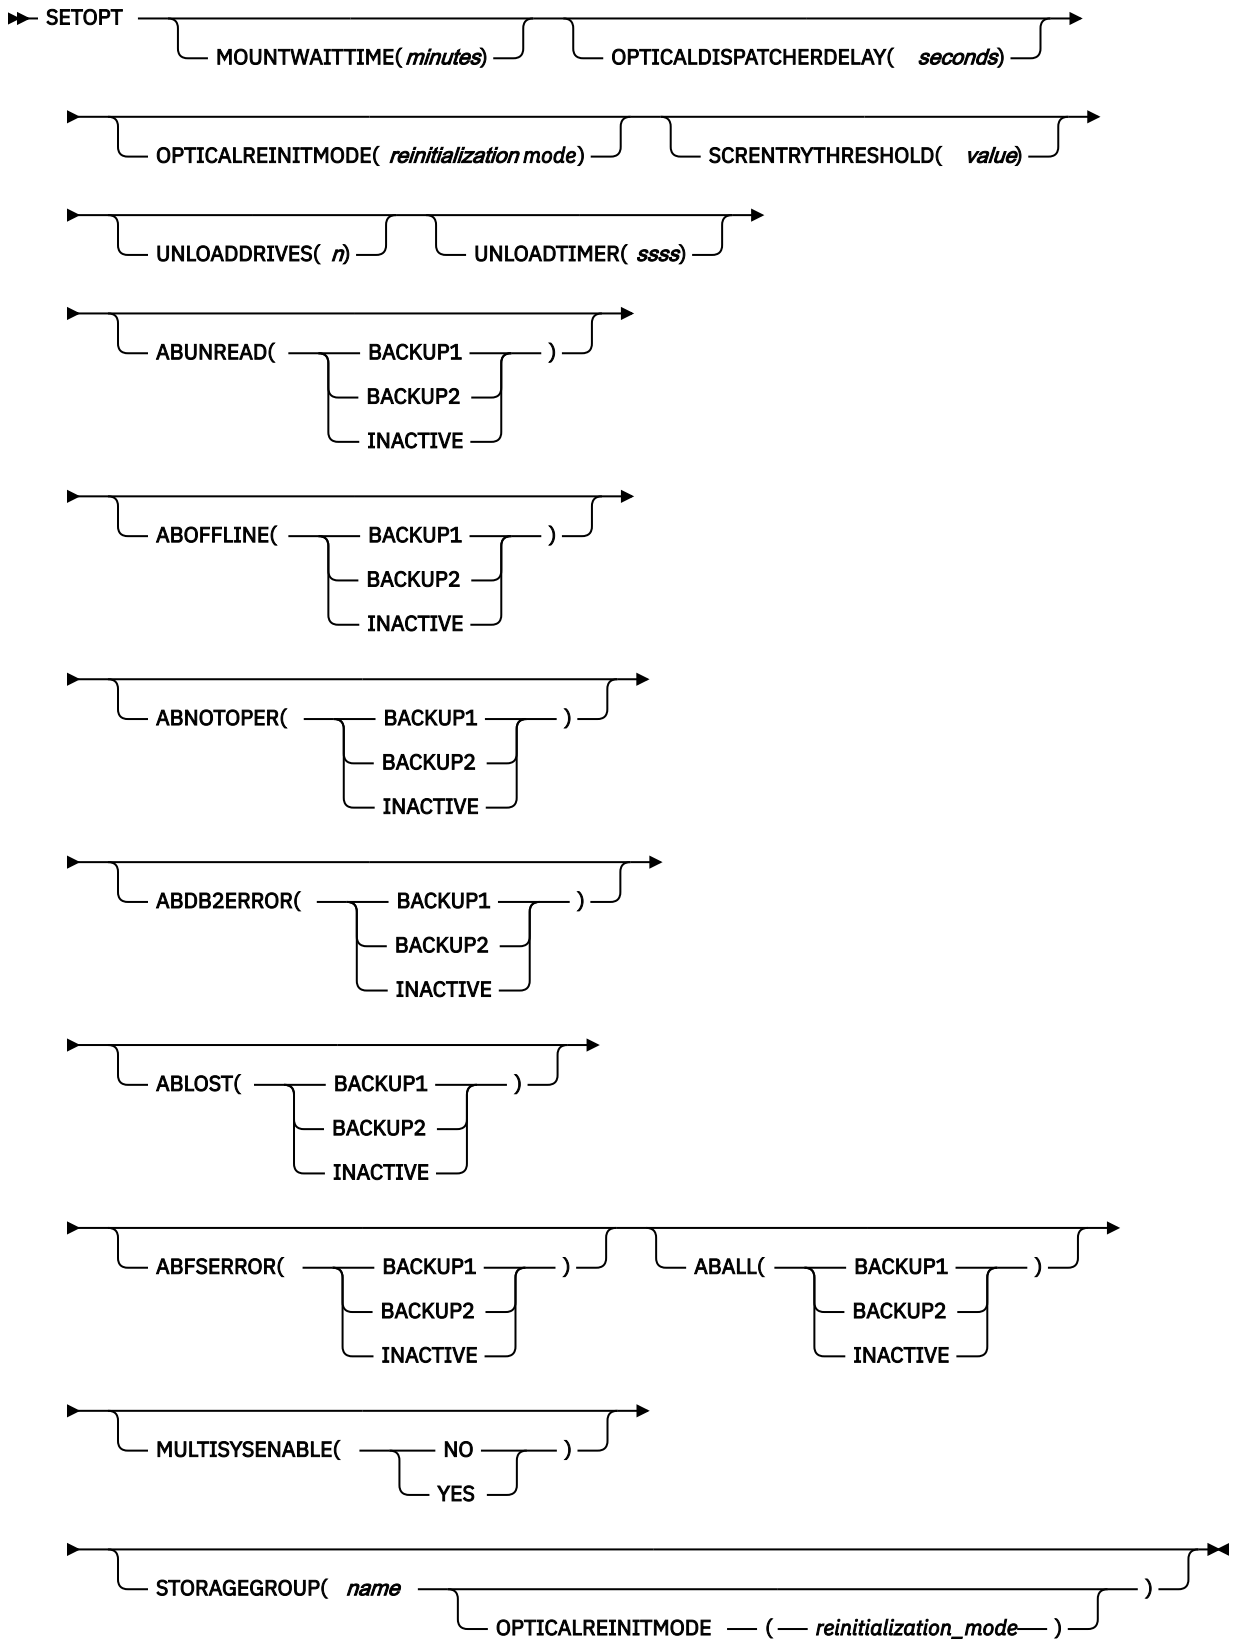 SETOPT
MOUNTWAITTIME( minutes) OPTICALDISPATCHERDELAY( seconds)
OPTICALREINITMODE( reinitialization mode) SCRENTRYTHRESHOLD( value)
UNLOADDRIVES( n) UNLOADTIMER( ssss)
ABUNREAD( BACKUP1 )
BACKUP2
INACTIVE
ABOFFLINE( BACKUP1 )
BACKUP2
INACTIVE
ABNOTOPER( BACKUP1 )
BACKUP2
INACTIVE
ABDB2ERROR( BACKUP1 )
BACKUP2
INACTIVE
ABLOST( BACKUP1 )
BACKUP2
INACTIVE
ABFSERROR( BACKUP1 ) ABALL( BACKUP1 )
BACKUP2 BACKUP2
INACTIVE INACTIVE
MULTISYSENABLE( NO )
YES
STORAGEGROUP( name )
OPTICALREINITMODE ( reinitialization_mode )